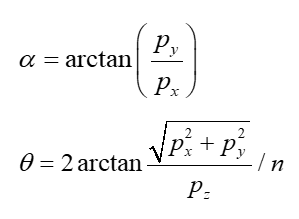 α = arctan(p_y / p_x)
θ = 2 arctan √(p_x² + p_y²) / p_z / n